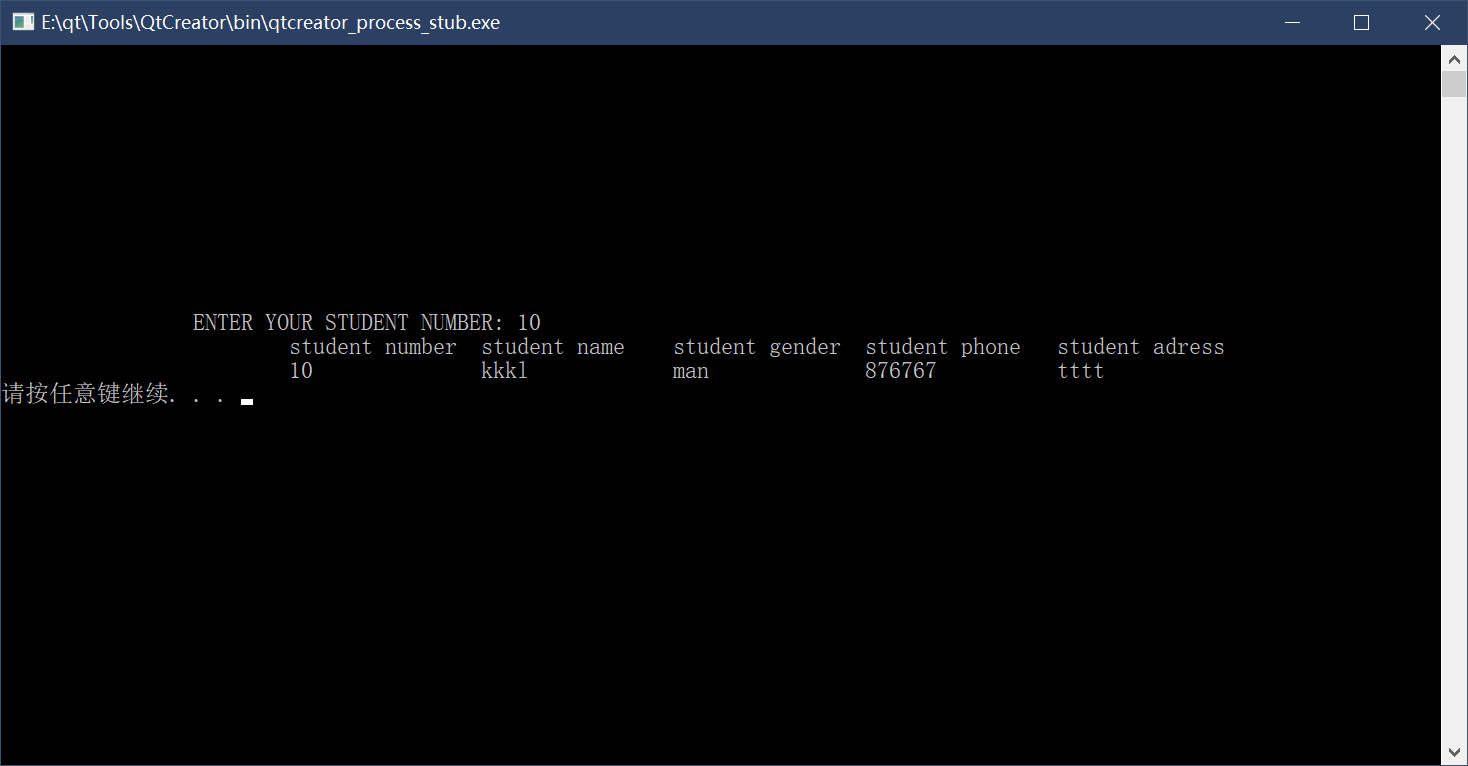 E:\qt\Tools\QtCreator\bin\qtcreator_process_stub.exe
ENTER YOUR STUDENT NUMBER: 10
student number student name student gender student phone student adress
10 kkkl man 876767 tttt
请按任意键继续. . .